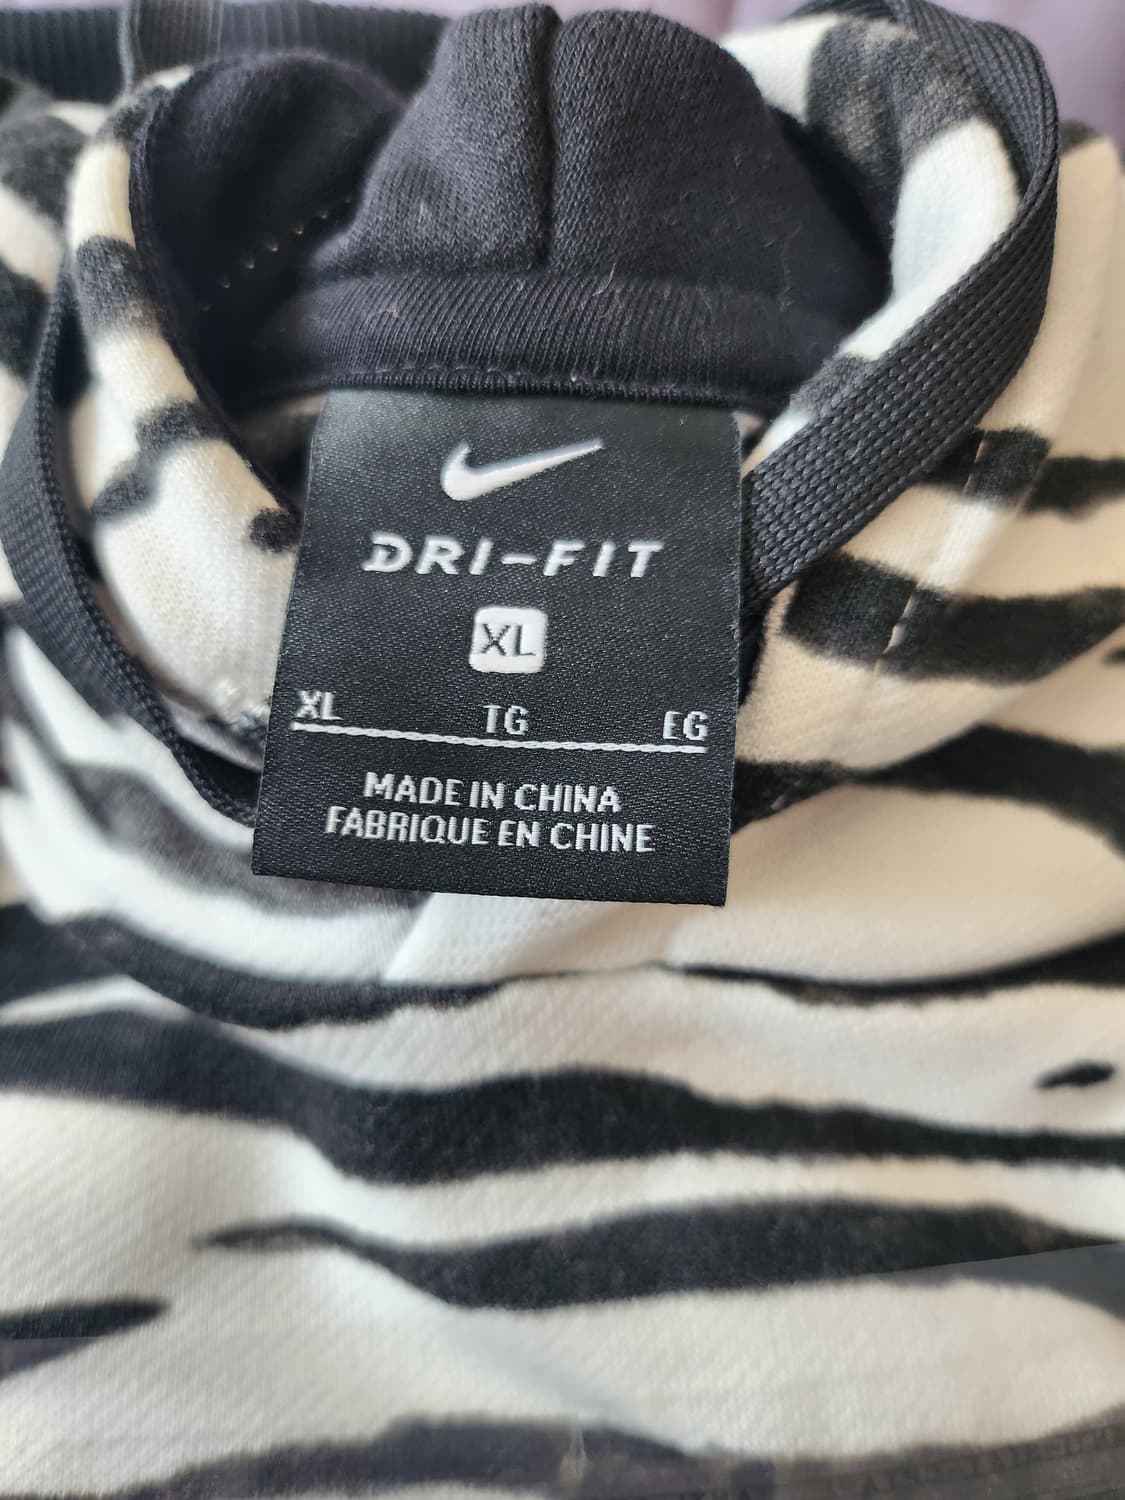 DRI-FIT
XL
XL TG EG
MADE IN CHINA
FABRIQUE EN CHINE